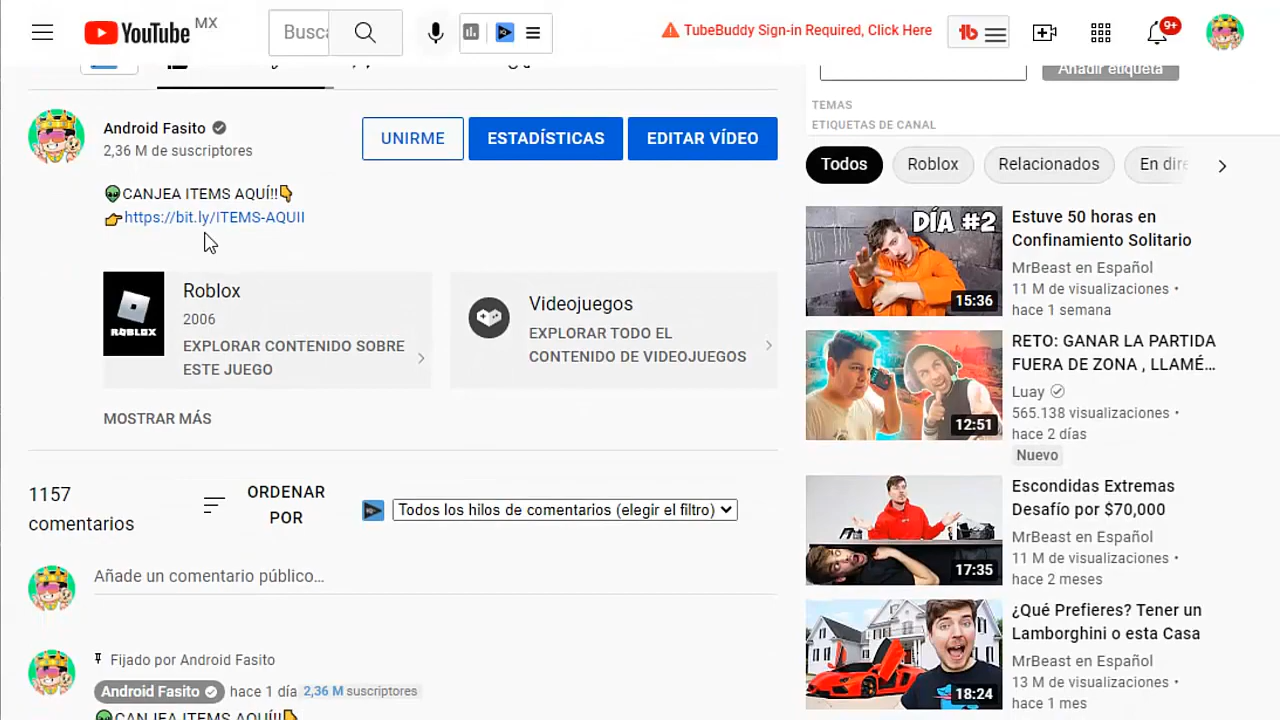 YouTube MX
Busca
TubeBuddy Sign-in Required, Click Here
tb
9+
Añadir etiqueta
TEMAS
ETIQUETAS DE CANAL
Android Fasito
2,36 M de suscriptores
UNIRME
ESTADÍSTICAS
EDITAR VÍDEO
👽CANJEA ITEMS AQUÍ!!👇
👉https://bit.ly/ITEMS-AQUII
ROBLOX
Roblox
2006
EXPLORAR CONTENIDO SOBRE
ESTE JUEGO
Videojuegos
EXPLORAR TODO EL
CONTENIDO DE VIDEOJUEGOS
MOSTRAR MÁS
1157
comentarios
ORDENAR
POR
Todos los hilos de comentarios (elegir el filtro)
Añade un comentario público...
Fijado por Android Fasito
Android Fasito hace 1 día 2,36 M suscriptores
👽CANJEA ITEMS AQUÍ!!👇
Todos
Roblox
Relacionados
En dire
DÍA #2
15:36
Estuve 50 horas en
Confinamiento Solitario
MrBeast en Español
11 M de visualizaciones •
hace 1 semana
12:51
RETO: GANAR LA PARTIDA
FUERA DE ZONA , LLAMÉ...
Luay
565.138 visualizaciones •
hace 2 días
Nuevo
17:35
Escondidas Extremas
Desafío por $70,000
MrBeast en Español
11 M de visualizaciones •
hace 2 meses
18:24
¿Qué Prefieres? Tener un
Lamborghini o esta Casa
MrBeast en Español
13 M de visualizaciones •
hace 1 mes